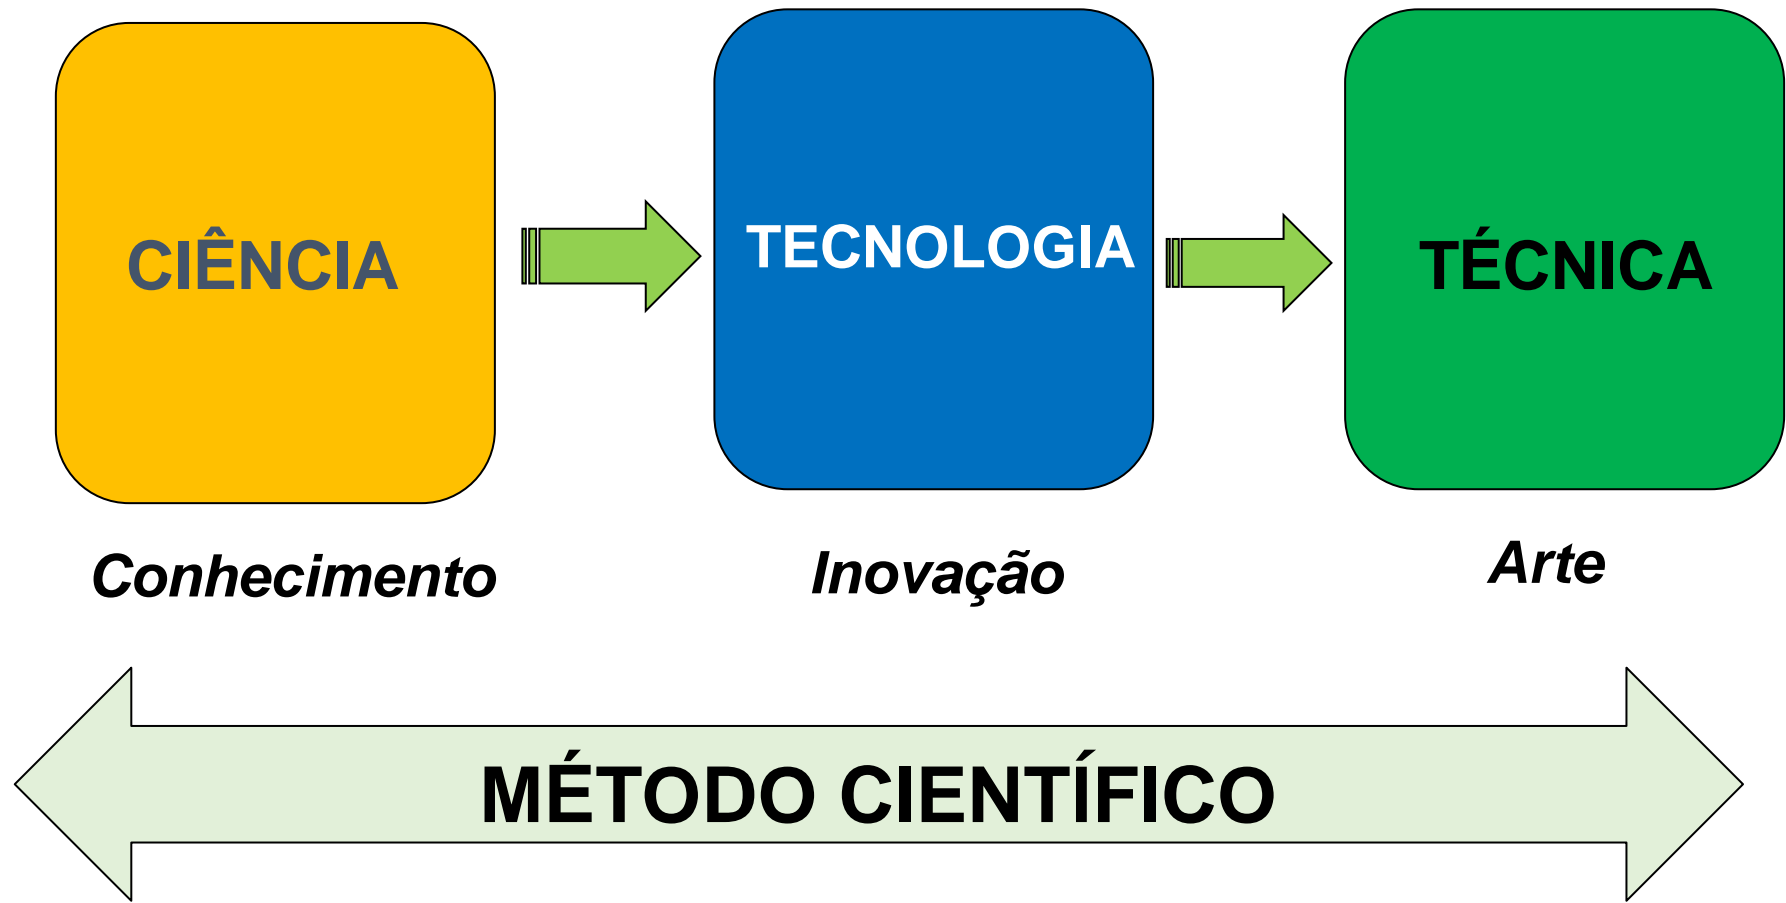 CIÊNCIA
TECNOLOGIA
TÉCNICA
Conhecimento
Inovação
Arte
MÉTODO CIENTÍFICO